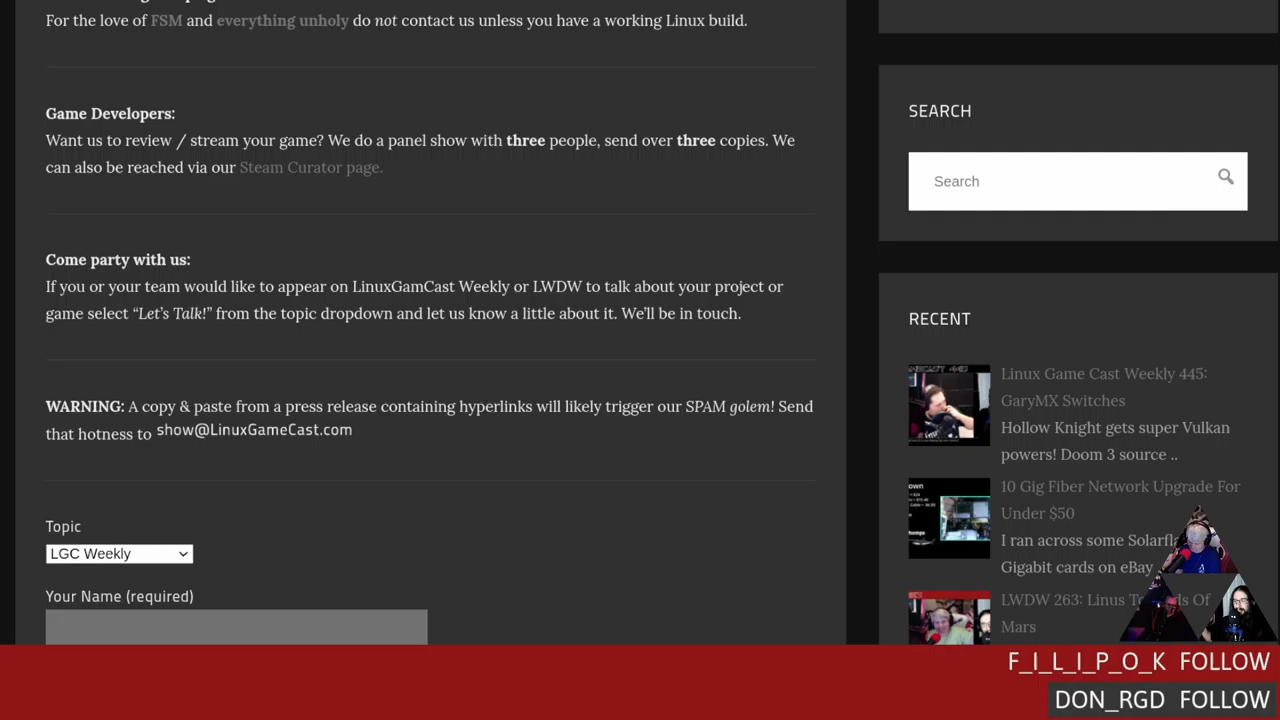 For the love of FSM and everything unholy do not contact us unless you have a working Linux build.
Game Developers:
Want us to review / stream your game? We do a panel show with three people, send over three copies. We
can also be reached via our Steam Curator page.
Come party with us:
If you or your team would like to appear on LinuxGamCast Weekly or LWDW to talk about your project or
game select “Let’s Talk!” from the topic dropdown and let us know a little about it. We’ll be in touch.
WARNING: A copy & paste from a press release containing hyperlinks will likely trigger our SPAM golem! Send
that hotness to show@LinuxGameCast.com
Topic
LGC Weekly
Your Name (required)
SEARCH
Search
RECENT
Linux Game Cast Weekly 445:
GaryMX Switches
Hollow Knight gets super Vulkan
powers! Doom 3 source ..
10 Gig Fiber Network Upgrade For
Under $50
I ran across some
Gigabit cards on eBay
LWDW 263: Linus Of
Mars
F_I_L_I_P_O_K FOLLOW
DON_RGD FOLLOW